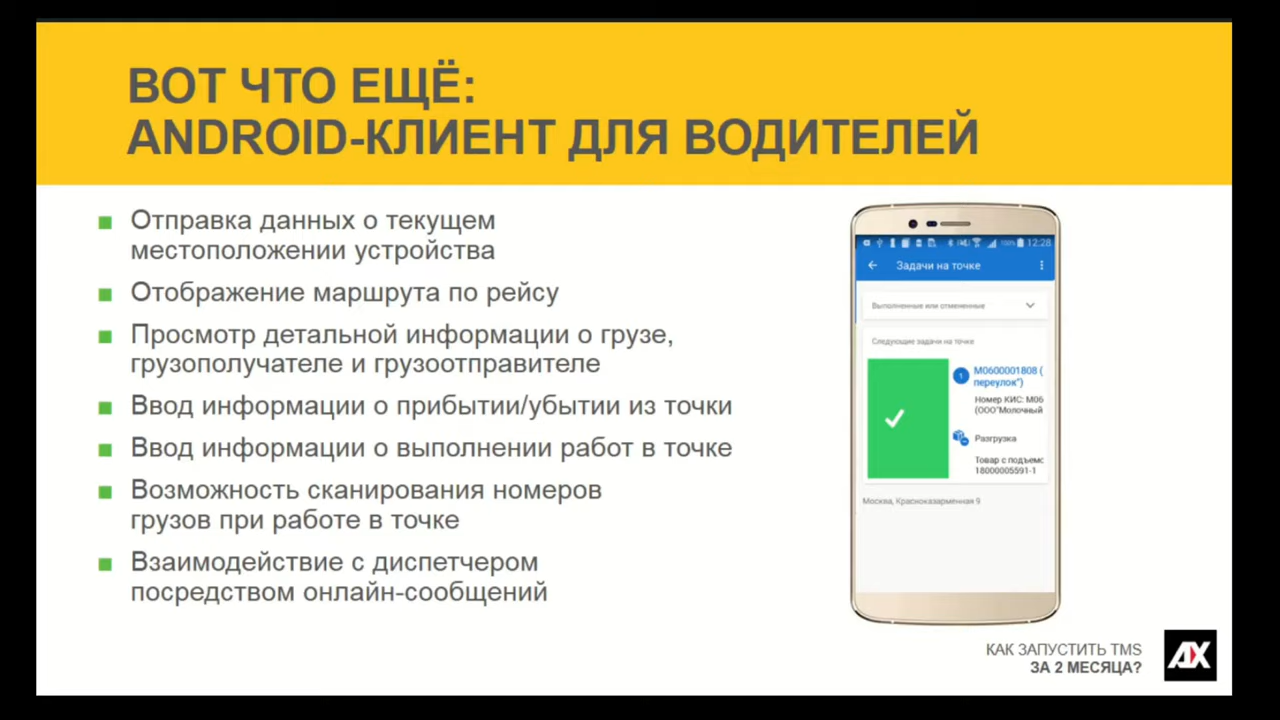 ВОТ ЧТО ЕЩЁ:
ANDROID-КЛИЕНТ ДЛЯ ВОДИТЕЛЕЙ
Отправка данных о текущем
местоположении устройства
Отображение маршрута по рейсу
Просмотр детальной информации о грузе,
грузополучателе и грузоотправителе
Ввод информации о прибытии/убытии из точки
Ввод информации о выполнении работ в точке
Возможность сканирования номеров
грузов при работе в точке
Взаимодействие с диспетчером
посредством онлайн-сообщений
100% 12:28
Задачи на точке
Выполненные или отмененные
Следующие задачи на точке
1 М0600001808 (
переулок")
Номер КИС: М06
(ООО"Молочный
Разгрузка
Товар с подъемс
18000005591-1
Москва, Красноказарменная 9
КАК ЗАПУСТИТЬ TMS
ЗА 2 МЕСЯЦА?
AX